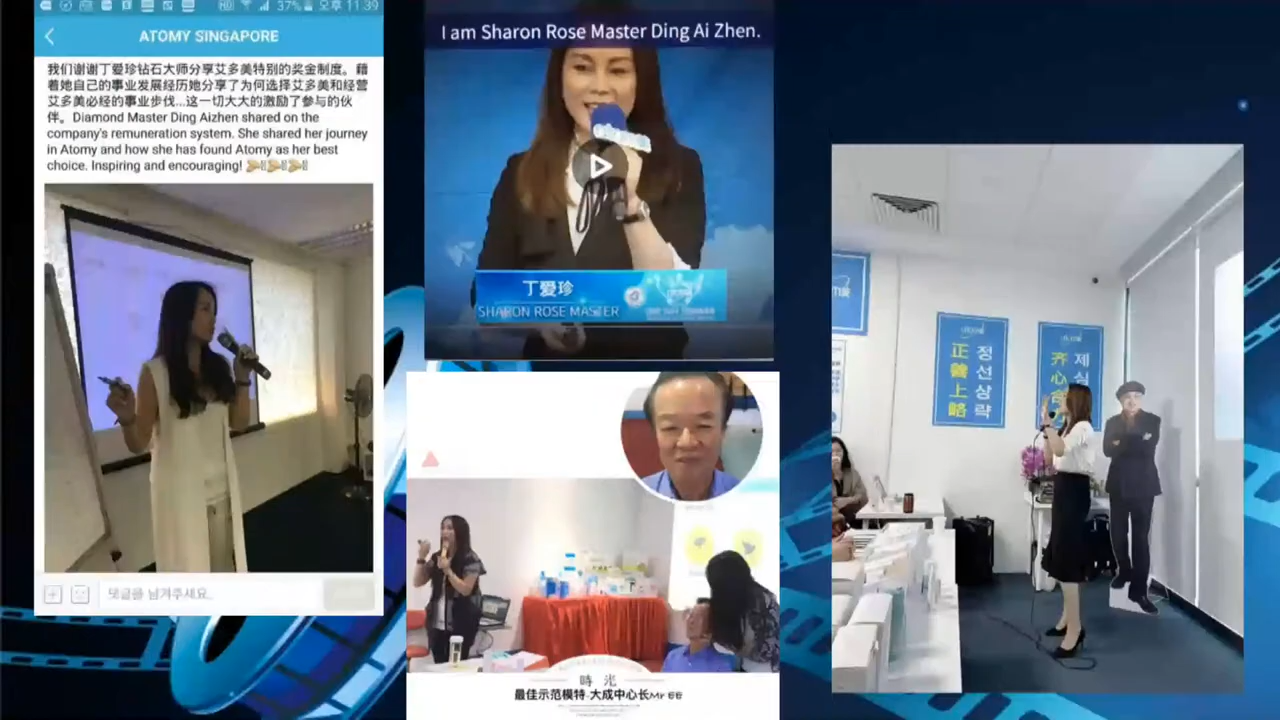 오후 11:39
37%
ATOMY SINGAPORE
我们谢谢丁爱珍钻石大师分享艾多美特别的奖金制度。藉
着她自己的事业发展经历她分享了为何选择艾多美和经营
艾多美必经的事业步伐...这一切大大的激励了参与的伙
伴。Diamond Master Ding Aizhen shared on the
company's remuneration system. She shared her journey
in Atomy and how she has found Atomy as her best
choice. Inspiring and encouraging!
댓글을 남겨주세요.
I am Sharon Rose Master Ding Ai Zhen.
丁爱珍
SHARON ROSE MASTER
時光
最佳示范模特-大成中心长Mr
正善上略
정선상략
齐心合
제심